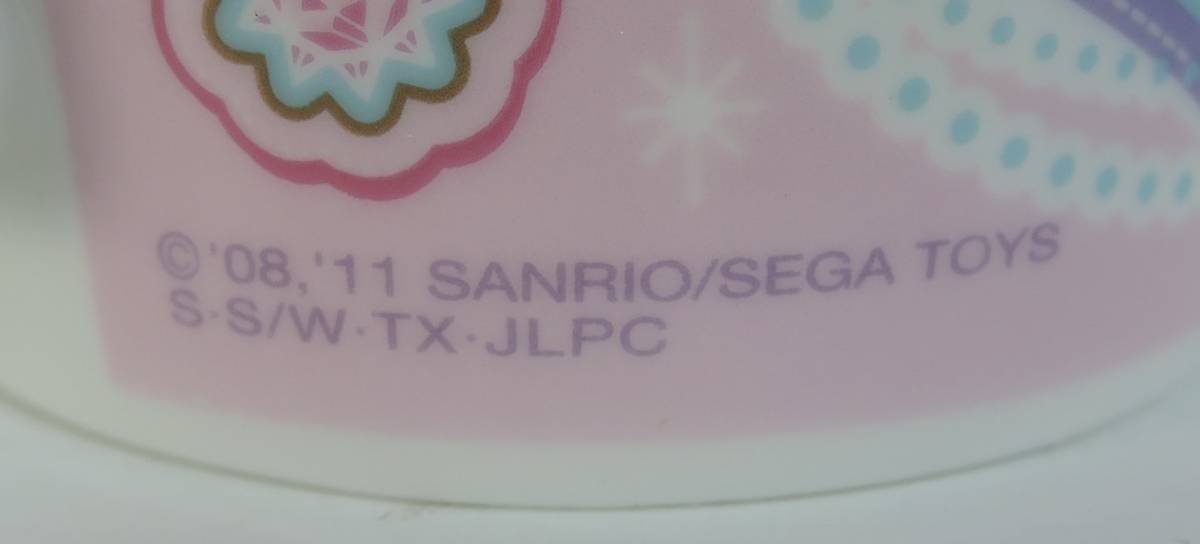 ©'08,'11 SANRIO/SEGA TOYS
S·S/W·TX·JLPC